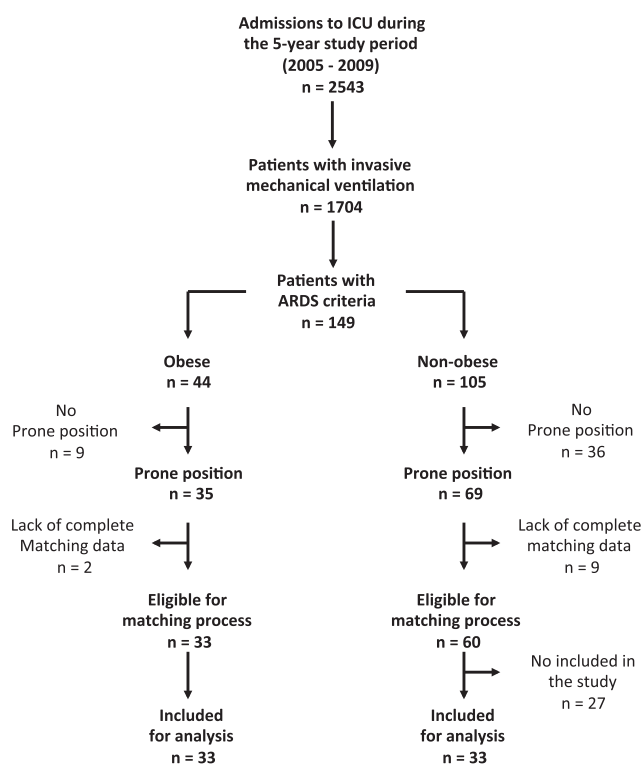 Admissions to ICU during
the 5-year study period
(2005 - 2009)
n = 2543
Patients with invasive
mechanical ventilation
n = 1704
Patients with
ARDS criteria
n = 149
Obese
n = 44
Non-obese
n = 105
No
Prone position
n = 9
No
Prone position
n = 36
Prone position
n = 35
Prone position
n = 69
Lack of complete
Matching data
n = 2
Lack of complete
matching data
n = 9
Eligible for
matching process
n = 33
Eligible for
matching process
n = 60
No included in
the study
n = 27
Included
for analysis
n = 33
Included
for analysis
n = 33